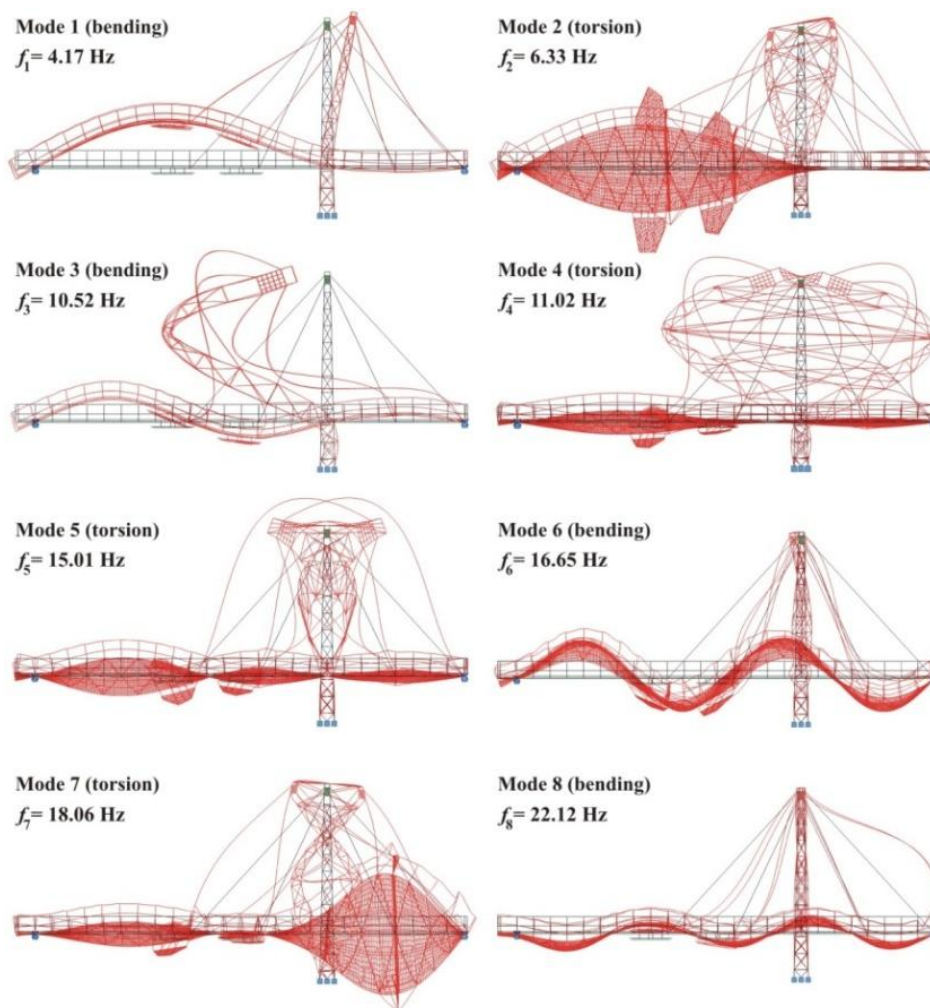 Mode 1 (bending)
f1= 4.17 Hz
Mode 2 (torsion)
f2= 6.33 Hz
Mode 3 (bending)
f3= 10.52 Hz
Mode 4 (torsion)
f4= 11.02 Hz
Mode 5 (torsion)
f5= 15.01 Hz
Mode 6 (bending)
f6= 16.65 Hz
Mode 7 (torsion)
f7= 18.06 Hz
Mode 8 (bending)
f8= 22.12 Hz